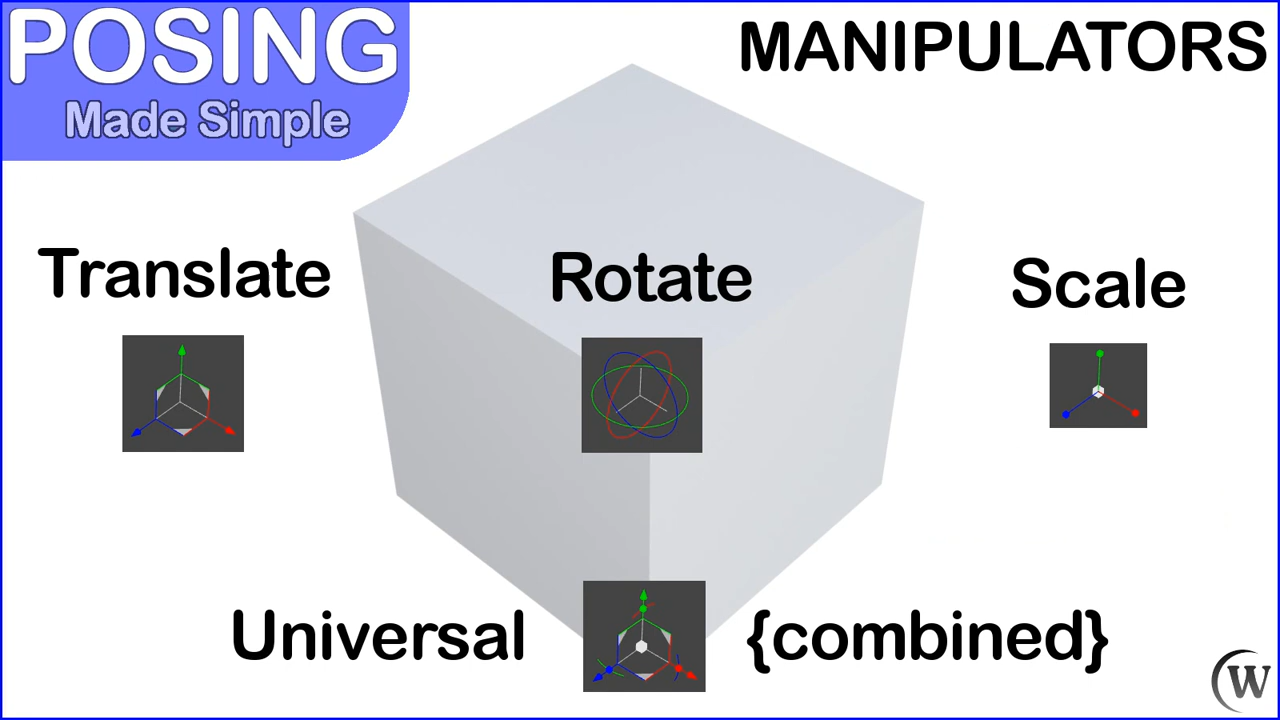 POSING
Made Simple
MANIPULATORS
Translate
Rotate
Scale
Universal
{combined}
W